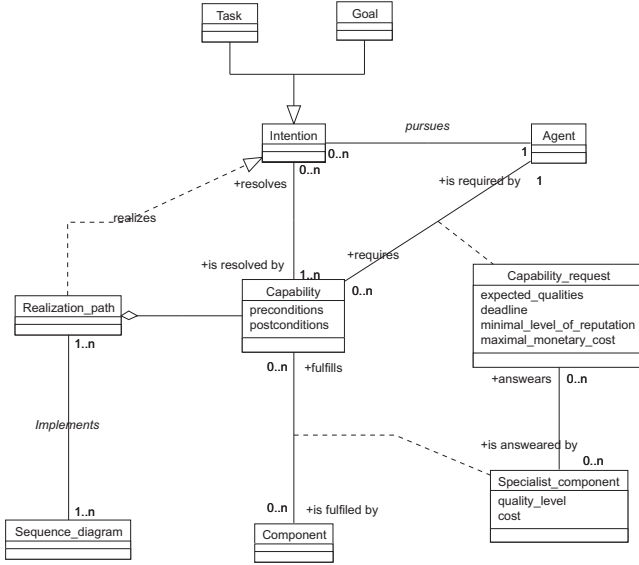 Task
Goal
Intention
pursues
Agent
0..n
1
0..n
+is required by
1
+resolves
realizes
+requires
+is resolved by
1..n
0..n
Capability
preconditions
postconditions
Capability_request
expected_qualities
deadline
minimal_level_of_reputation
maximal_monetary_cost
Realization_path
1..n
0..n
+fulfills
+answears
0..n
Implements
+is answeared by
0..n
Specialist_component
quality_level
cost
1..n
0..n
+is fulfiled by
Sequence_diagram
Component